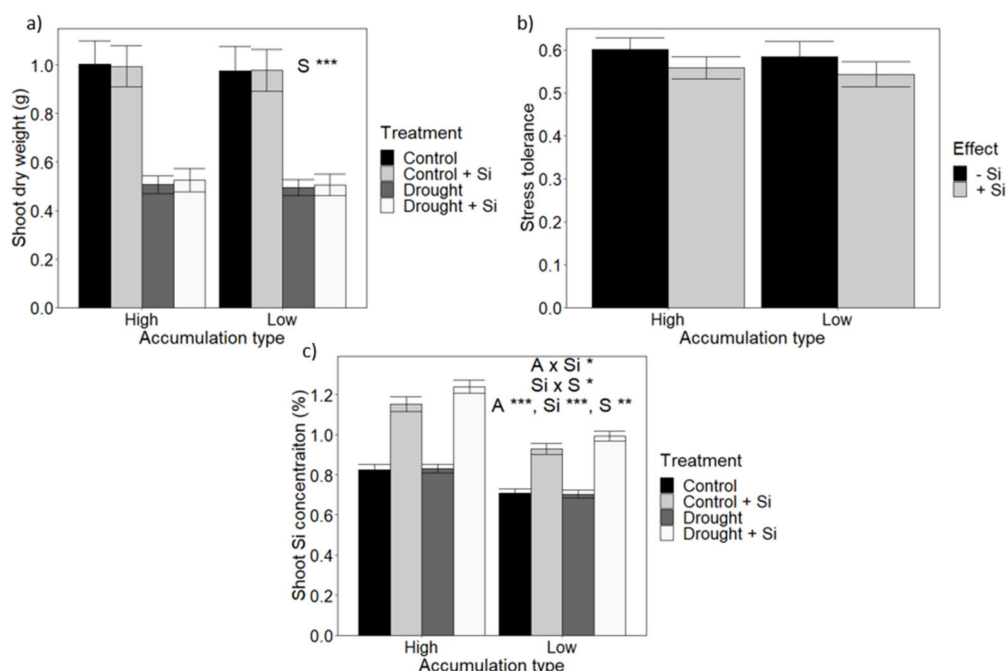 a)
S ***
Shoot dry weight (g)
1.0
0.8
0.6
0.4
0.2
0.0
High
Low
Accumulation type
Treatment
Control
Control + Si
Drought
Drought + Si
b)
Stress tolerance
0.6
0.5
0.4
0.3
0.2
0.1
0.0
High
Low
Accumulation type
Effect
- Si
+ Si
c)
A x Si *
Si x S *
A ***, Si ***, S **
Shoot Si concentraiton (%)
1.2
1.0
0.8
0.6
0.4
0.2
0.0
High
Low
Accumulation type
Treatment
Control
Control + Si
Drought
Drought + Si